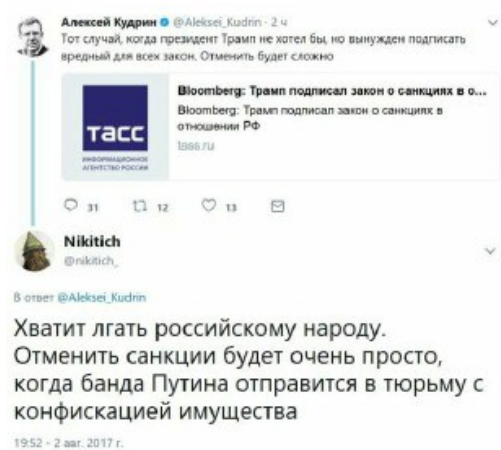 Алексей Кудрин @Aleksei_Kudrin · 2 ч
Тот случай, когда президент Трамп не хотел бы, но вынужден подписать
вредный для всех закон. Отменить будет сложно
Bloomberg: Трамп подписал закон о санкциях в о...
Bloomberg: Трамп подписал закон о санкциях в
отношении РФ
tass.ru
ТАСС
ИНФОРМАЦИОННОЕ
АГЕНТСТВО РОССИИ
31 12 13
Nikitich
@nikitich_
В ответ @Aleksei_Kudrin
Хватит лгать российскому народу.
Отменить санкции будет очень просто,
когда банда Путина отправится в тюрьму с
конфискацией имущества
19:52 - 2 авг. 2017 г.